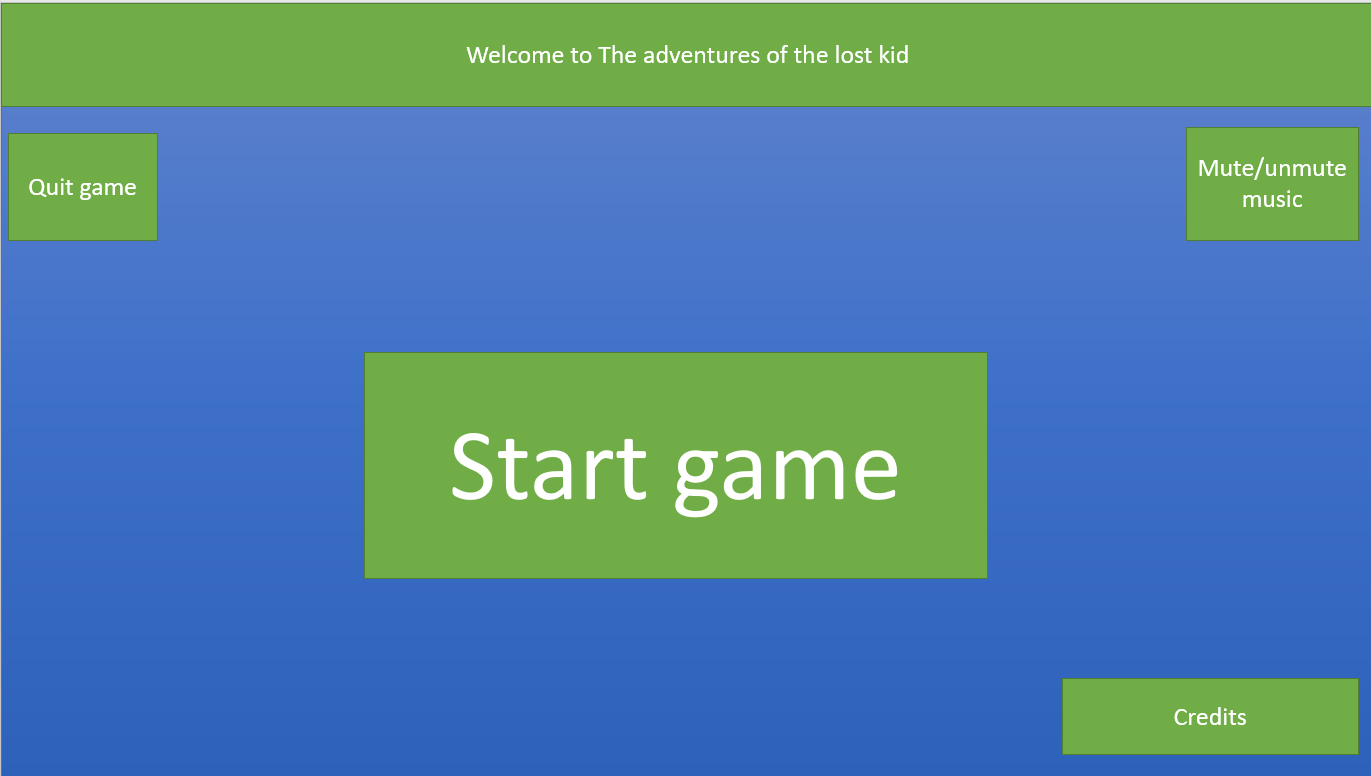 Welcome to The adventures of the lost kid
Quit game
Mute/unmute
music
Start game
Credits